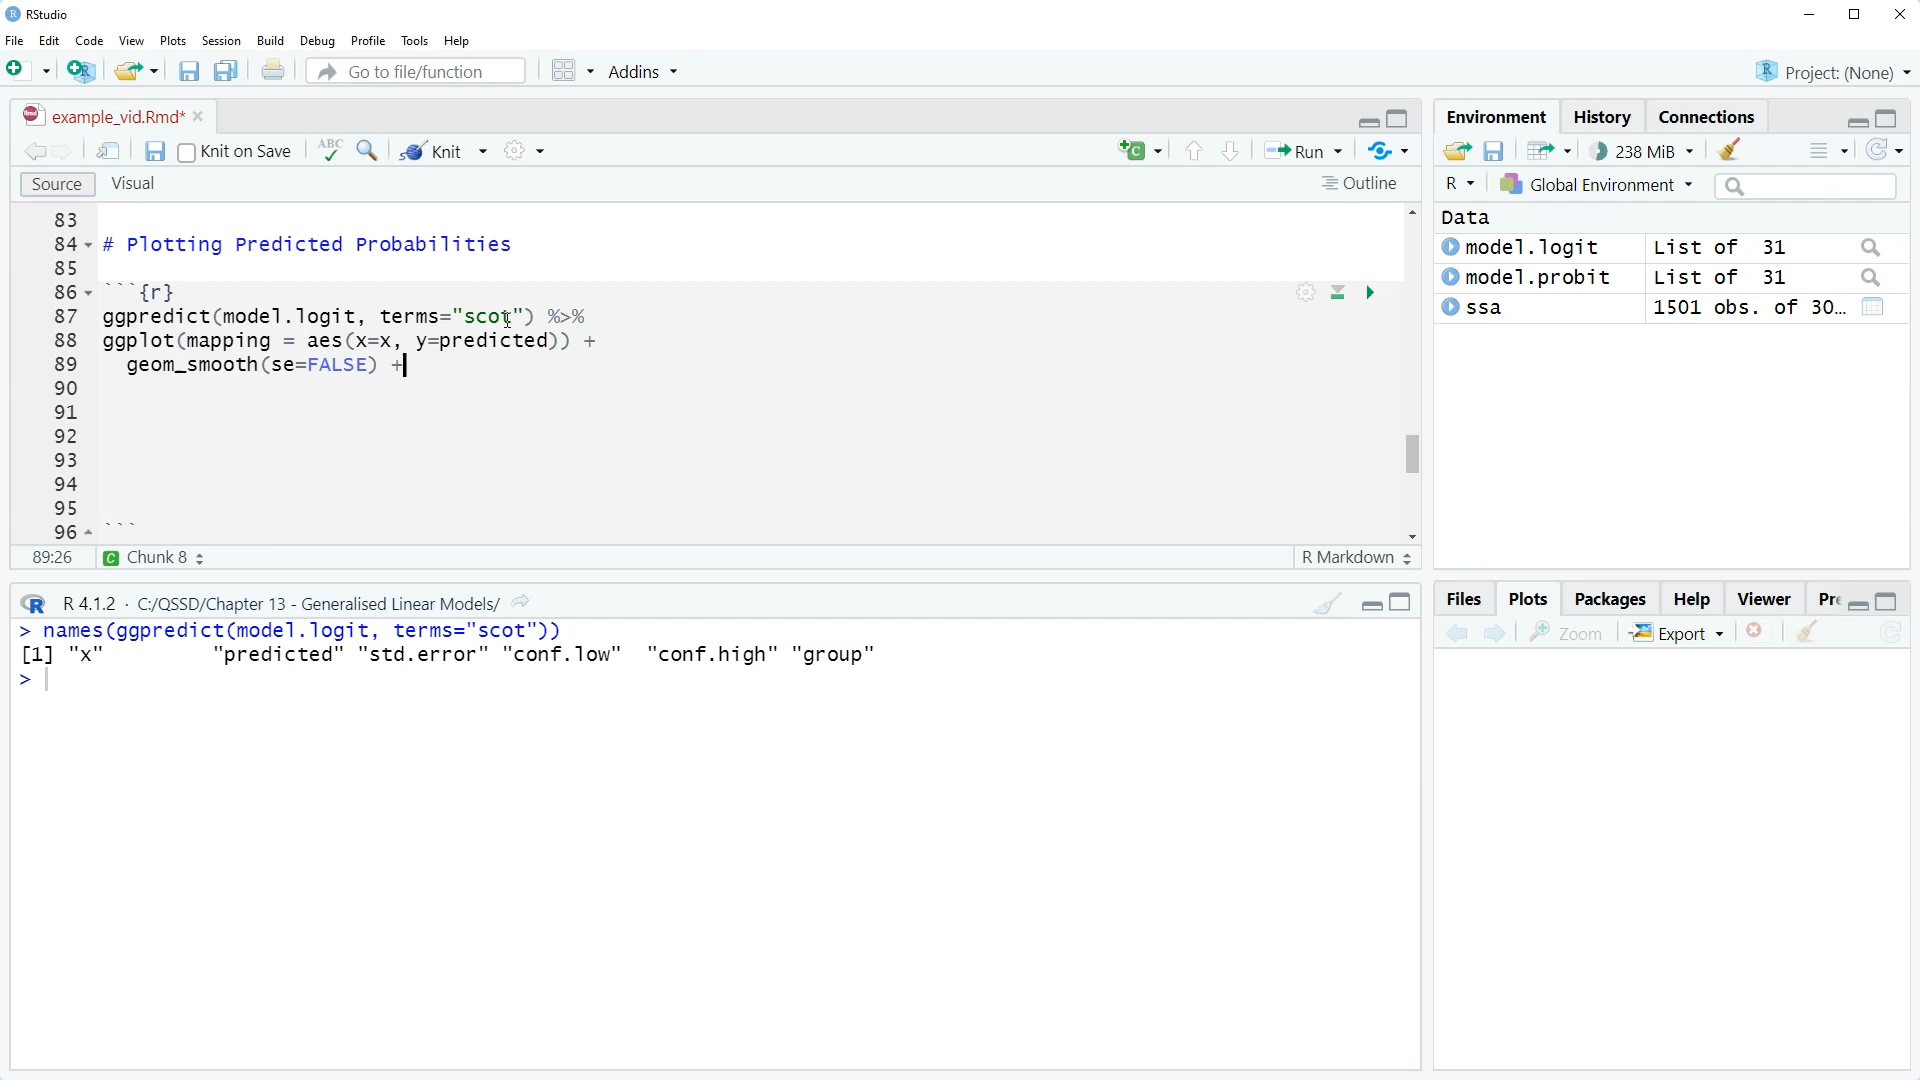 RStudio
File Edit Code View Plots Session Build Debug Profile Tools Help
Go to file/function Addins Project: (None)
example_vid.Rmd*
Knit on Save ABC Knit Run
Source Visual Outline
83
84 # Plotting Predicted Probabilities
85
86 ```{r}
87 ggpredict(model.logit, terms="scot") %>%
88 ggplot(mapping = aes(x=x, y=predicted)) +
89 geom_smooth(se=FALSE) +
90
91
92
93
94
95
96 ```
89:26 C Chunk 8 R Markdown
R 4.1.2 · C:/QSSD/Chapter 13 - Generalised Linear Models/
> names(ggpredict(model.logit, terms="scot"))
[1] "x" "predicted" "std.error" "conf.low" "conf.high" "group"
>
Environment History Connections
238 MiB
R Global Environment
Data
model.logit List of 31
model.probit List of 31
ssa 1501 obs. of 30...
Files Plots Packages Help Viewer Pre
Zoom Export